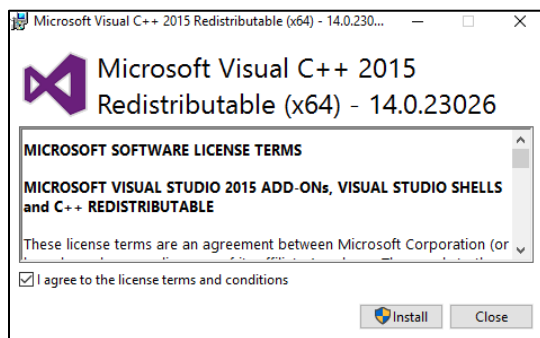 Microsoft Visual C++ 2015 Redistributable (x64) - 14.0.230...
Microsoft Visual C++ 2015
Redistributable (x64) - 14.0.23026
MICROSOFT SOFTWARE LICENSE TERMS
MICROSOFT VISUAL STUDIO 2015 ADD-ONs, VISUAL STUDIO SHELLS
and C++ REDISTRIBUTABLE
These license terms are an agreement between Microsoft Corporation (or
I agree to the license terms and conditions
Install
Close